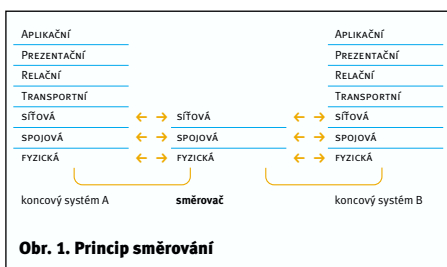 Aplikační Aplikační
Prezentační Prezentační
Relační Relační
Transportní Transportní
síťová síťová síťová
spojová spojová spojová
fyzická fyzická fyzická
koncový systém A směrovač koncový systém B
Obr. 1. Princip směrování